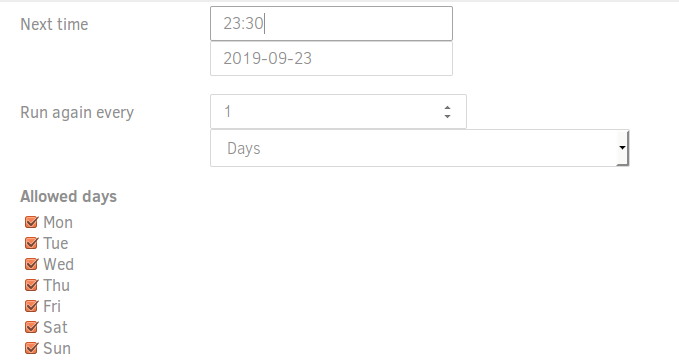 Next time
23:30
2019-09-23
Run again every
1
Days
Allowed days
Mon
Tue
Wed
Thu
Fri
Sat
Sun